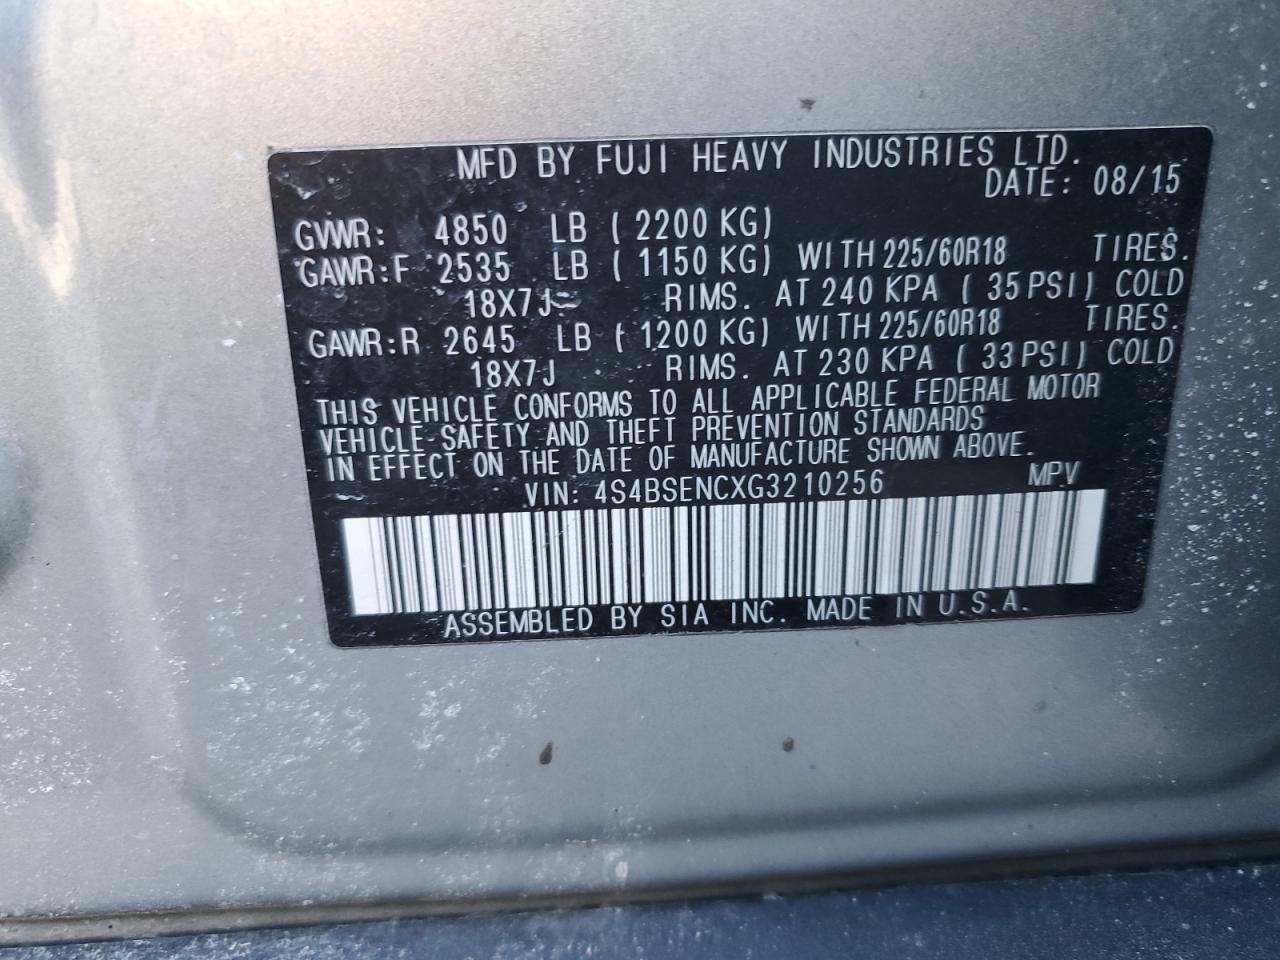 MFD BY FUJI HEAVY INDUSTRIES LTD.
DATE: 08/15
GVWR: 4850 LB ( 2200 KG)
GAWR:F 2535 LB ( 1150 KG) WITH 225/60R18 TIRES.
18X7J RIMS. AT 240 KPA ( 35 PSI) COLD
GAWR:R 2645 LB ( 1200 KG) WITH 225/60R18 TIRES.
18X7J RIMS. AT 230 KPA ( 33 PSI) COLD
THIS VEHICLE CONFORMS TO ALL APPLICABLE FEDERAL MOTOR
VEHICLE SAFETY AND THEFT PREVENTION STANDARDS
IN EFFECT ON THE DATE OF MANUFACTURE SHOWN ABOVE.
VIN: 4S4BSENCXG3210256 MPV
ASSEMBLED BY SIA INC. MADE IN U.S.A.